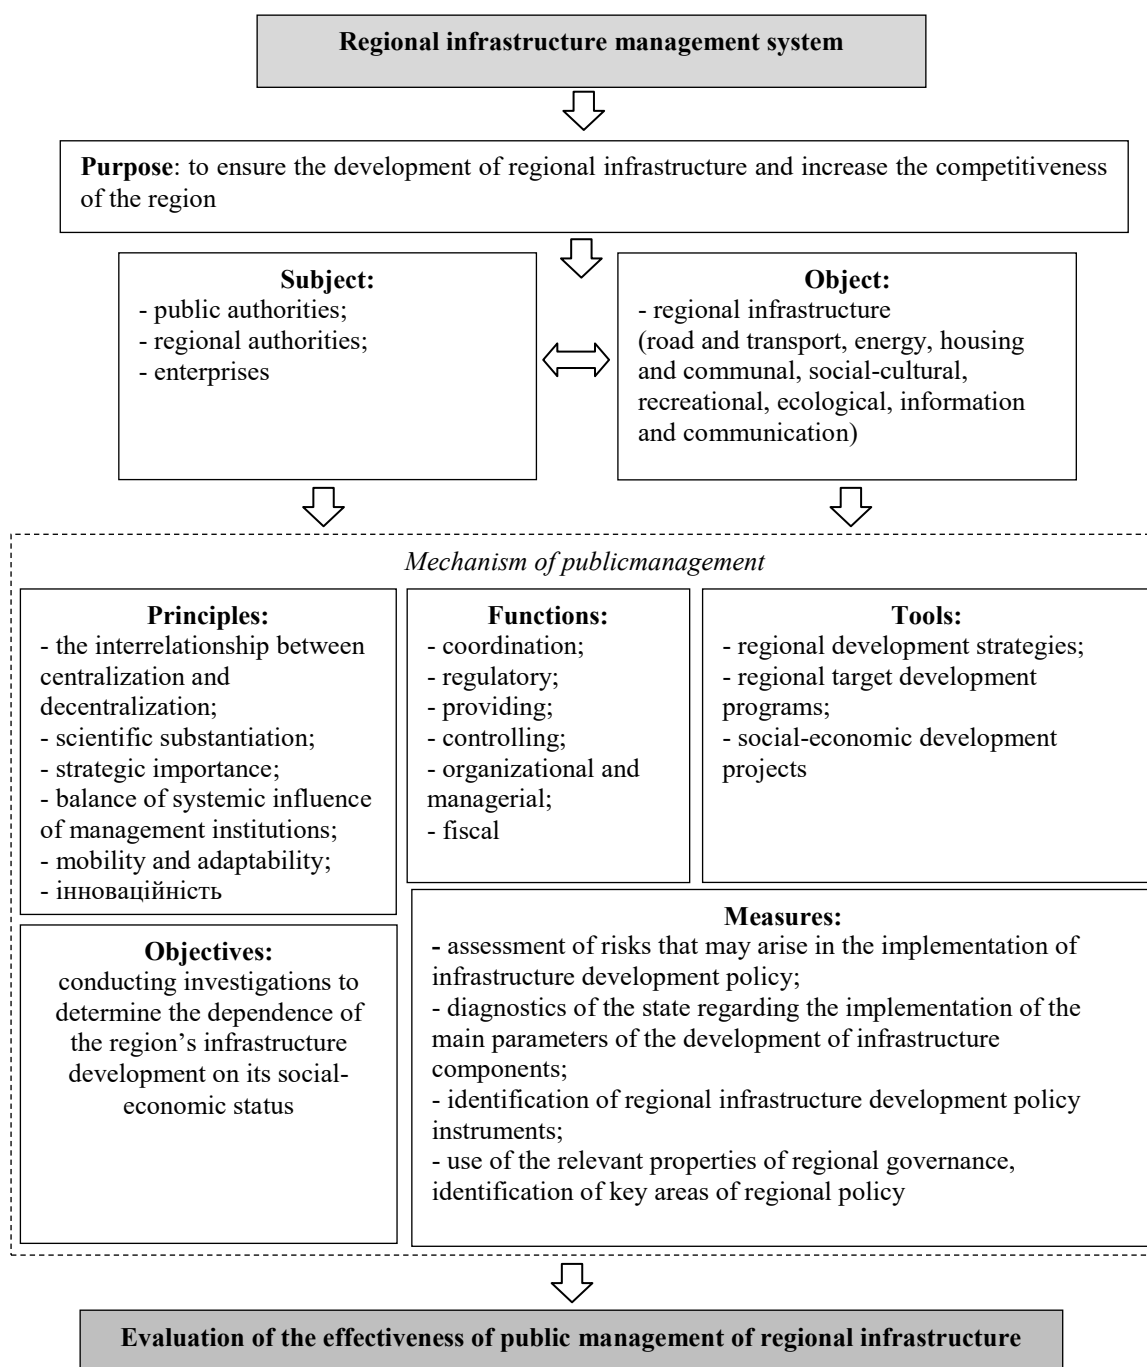 Regional infrastructure management system
Purpose: to ensure the development of regional infrastructure and increase the competitiveness
of the region
Subject:
- public authorities;
- regional authorities;
- enterprises
Object:
- regional infrastructure
(road and transport, energy, housing
and communal, social-cultural,
recreational, ecological, information
and communication)
Mechanism of publicmanagement
Principles:
- the interrelationship between
centralization and
decentralization;
- scientific substantiation;
- strategic importance;
- balance of systemic influence
of management institutions;
- mobility and adaptability;
- інноваційність
Functions:
- coordination;
- regulatory;
- providing;
- controlling;
- organizational and
managerial;
- fiscal
Tools:
- regional development strategies;
- regional target development
programs;
- social-economic development
projects
Objectives:
conducting investigations to
determine the dependence of
the region’s infrastructure
development on its social-
economic status
Measures:
- assessment of risks that may arise in the implementation of
infrastructure development policy;
- diagnostics of the state regarding the implementation of the
main parameters of the development of infrastructure
components;
- identification of regional infrastructure development policy
instruments;
- use of the relevant properties of regional governance,
identification of key areas of regional policy
Evaluation of the effectiveness of public management of regional infrastructure